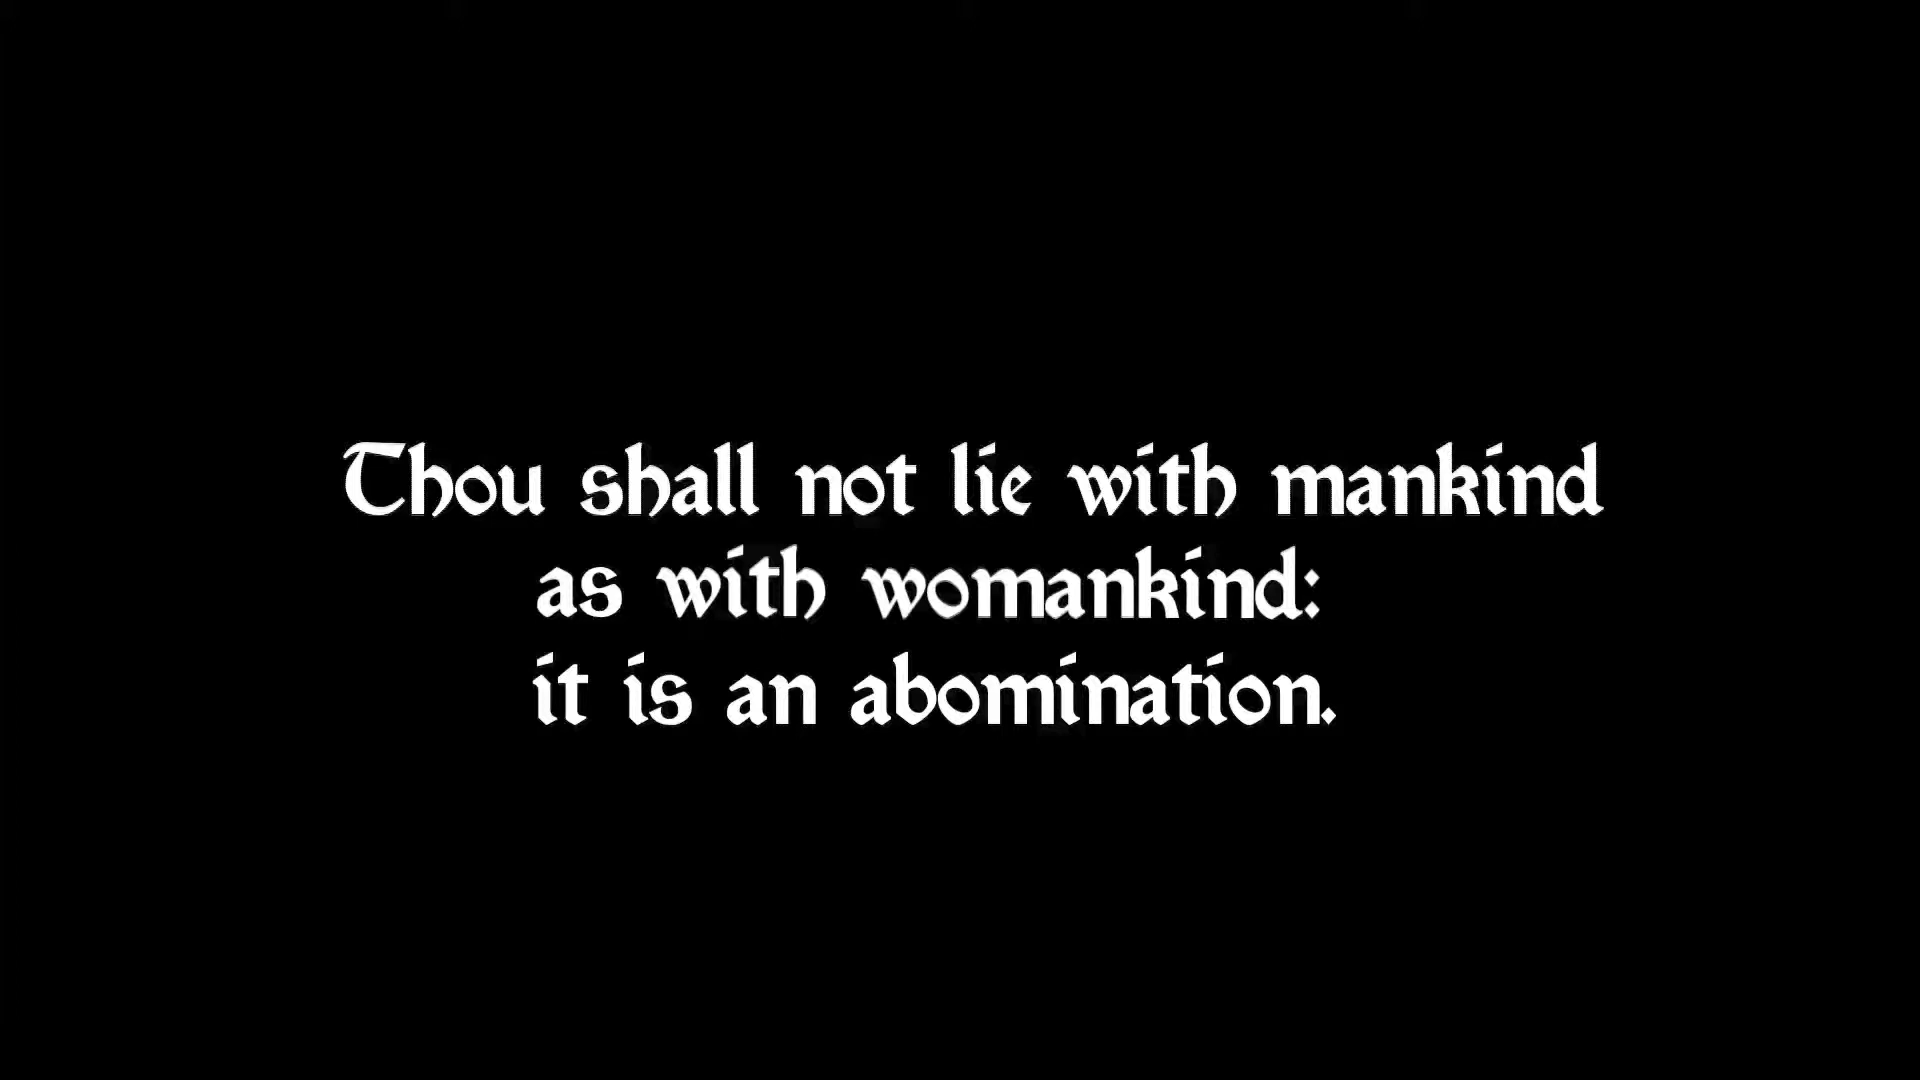 Thou shall not lie with mankind
as with womankind:
it is an abomination.